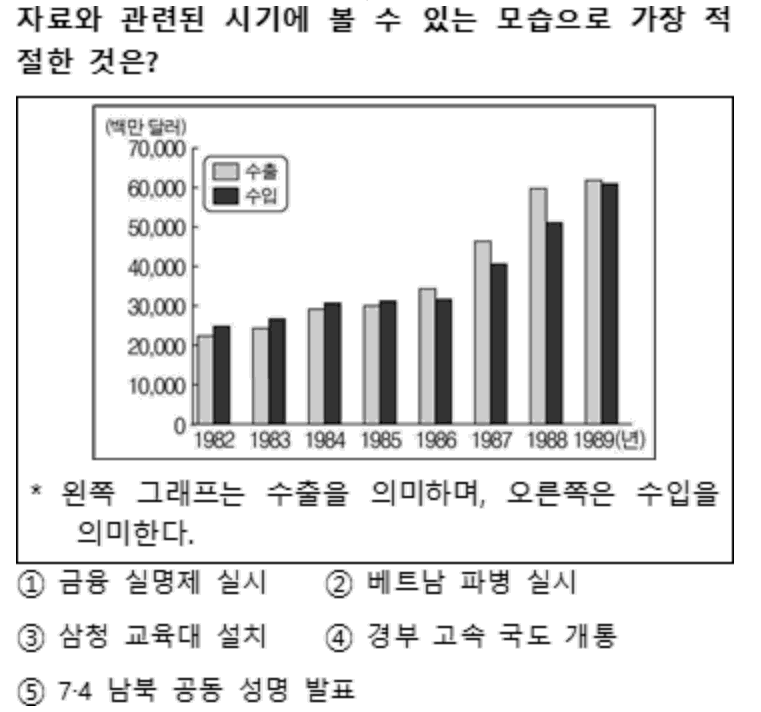 자료와 관련된 시기에 볼 수 있는 모습으로 가장 적
절한 것은?
(백만 달러)
70,000
60,000
50,000
40,000
30,000
20,000
10,000
0
수출
수입
1982 1983 1984 1985 1986 1987 1988 1989(년)
* 왼쪽 그래프는 수출을 의미하며, 오른쪽은 수입을
의미한다.
① 금융 실명제 실시 ② 베트남 파병 실시
③ 삼청 교육대 설치 ④ 경부 고속 국도 개통
⑤ 7·4 남북 공동 성명 발표